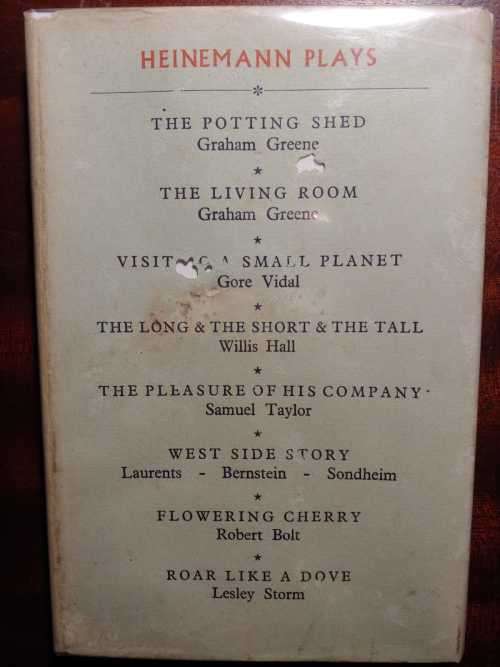 HEINEMANN PLAYS
*
THE POTTING SHED
Graham Greene
★
THE LIVING ROOM
Graham Greene
★
VISIT TO A SMALL PLANET
Gore Vidal
★
THE LONG & THE SHORT & THE TALL
Willis Hall
★
THE PLEASURE OF HIS COMPANY
Samuel Taylor
★
WEST SIDE STORY
Laurents - Bernstein - Sondheim
★
FLOWERING CHERRY
Robert Bolt
★
ROAR LIKE A DOVE
Lesley Storm